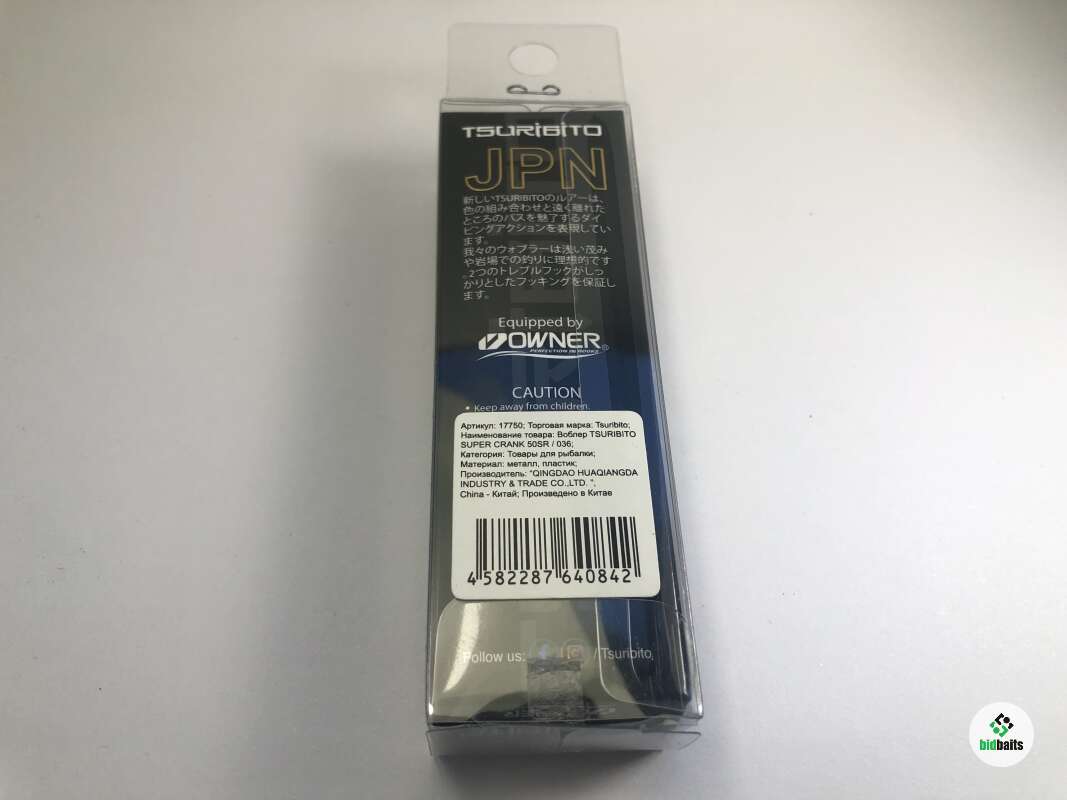 TSURIBITO
JPN
新しいTSURIBITOのルアーは、
色の組み合わせと遠く離れた
ところのバスを魅了するダイ
ビングアクションを表現してい
ます。
我々のウォブラーは浅い茂み
や岩場での釣りに理想的です
。2つのトレブルフックがしっ
かりとしたフッキングを保証し
ます。
Equipped by
OWNER®
PERFECTION IN HOOKS
CAUTION
• Keep away from children.
Артикул: 17750; Торговая марка: Tsuribito;
Наименование товара: Воблер TSURIBITO
SUPER CRANK 50SR / 036;
Категория: Товары для рыбалки;
Материал: металл, пластик;
Производитель: "QINGDAO HUAQIANGDA
INDUSTRY & TRADE CO.,LTD. ",
China - Китай; Произведено в Китае
4 582287 640842
Follow us: / Tsuribito
bidbaits